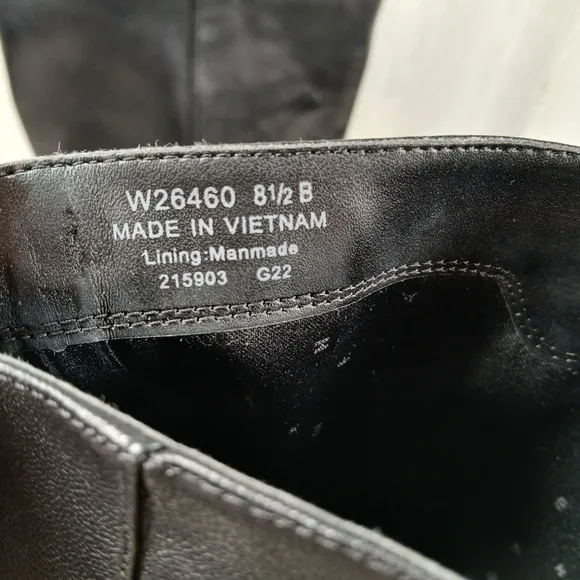 W26460 8½ B
MADE IN VIETNAM
Lining:Manmade
215903 G22